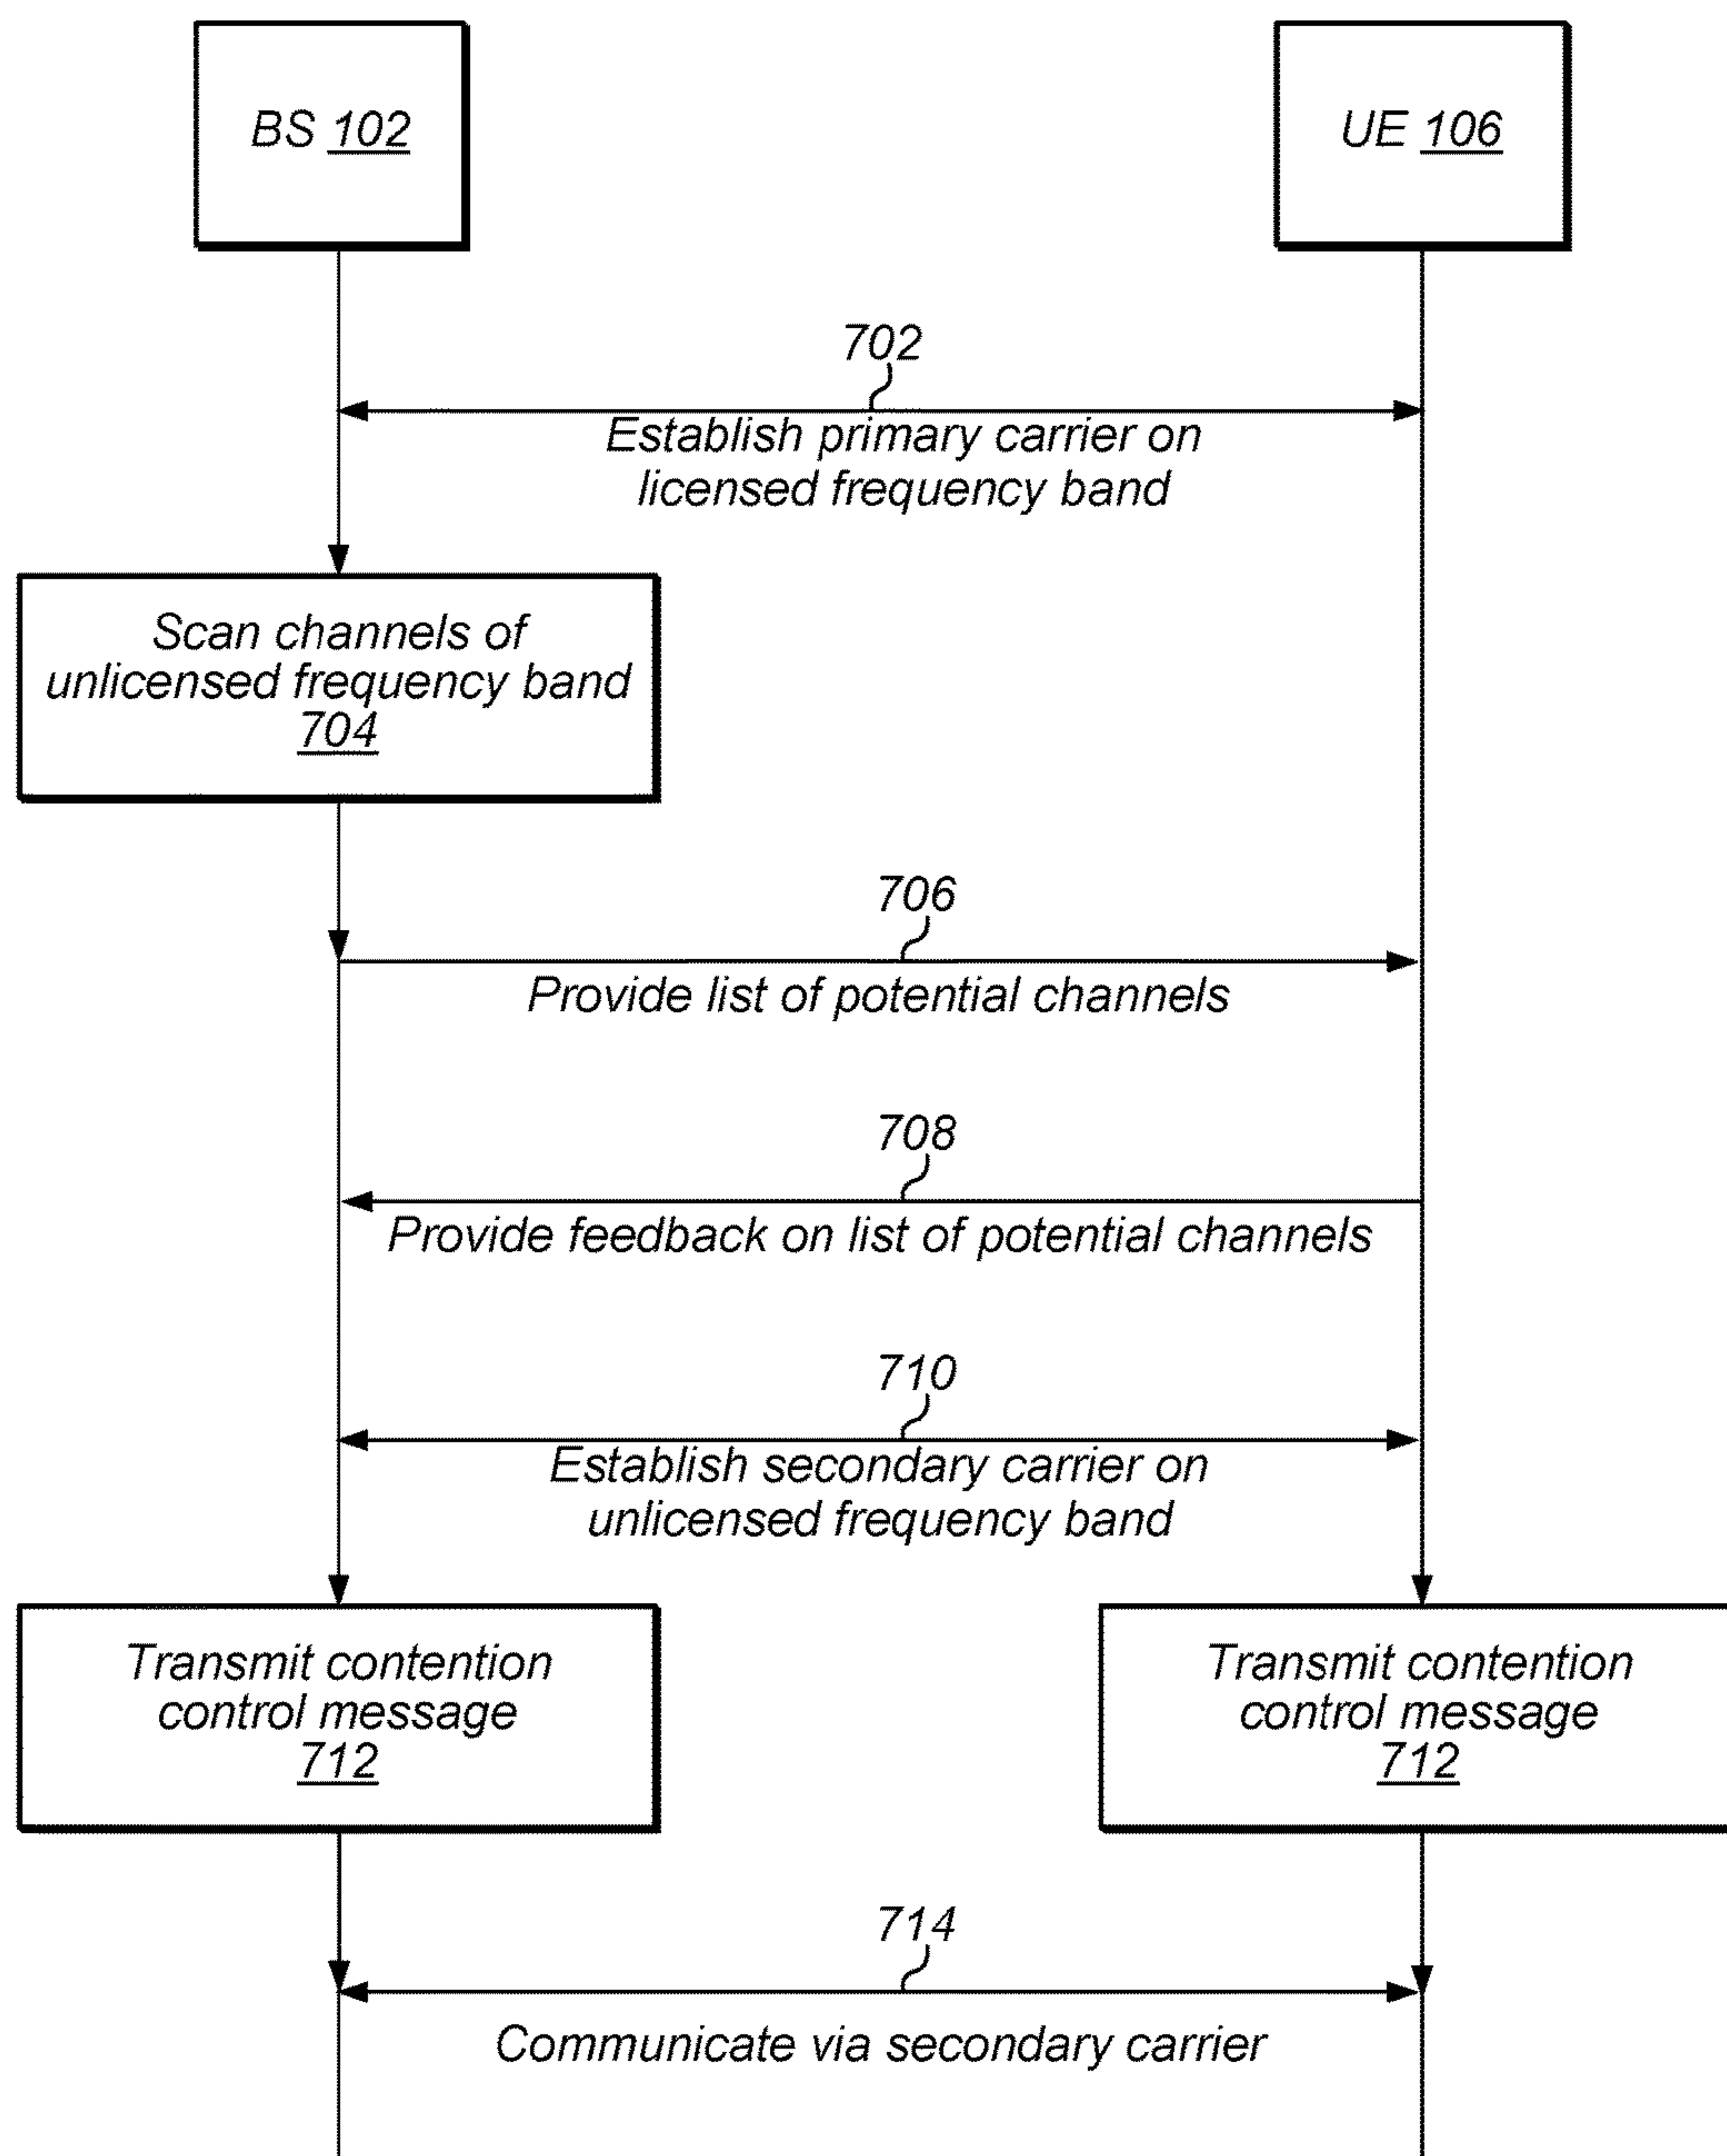 BS 102
UE 106
702
Establish primary carrier on
licensed frequency band
Scan channels of
unlicensed frequency band
704
706
Provide list of potential channels
708
Provide feedback on list of potential channels
710
Establish secondary carrier on
unlicensed frequency band
Transmit contention
control message
712
Transmit contention
control message
712
714
Communicate via secondary carrier